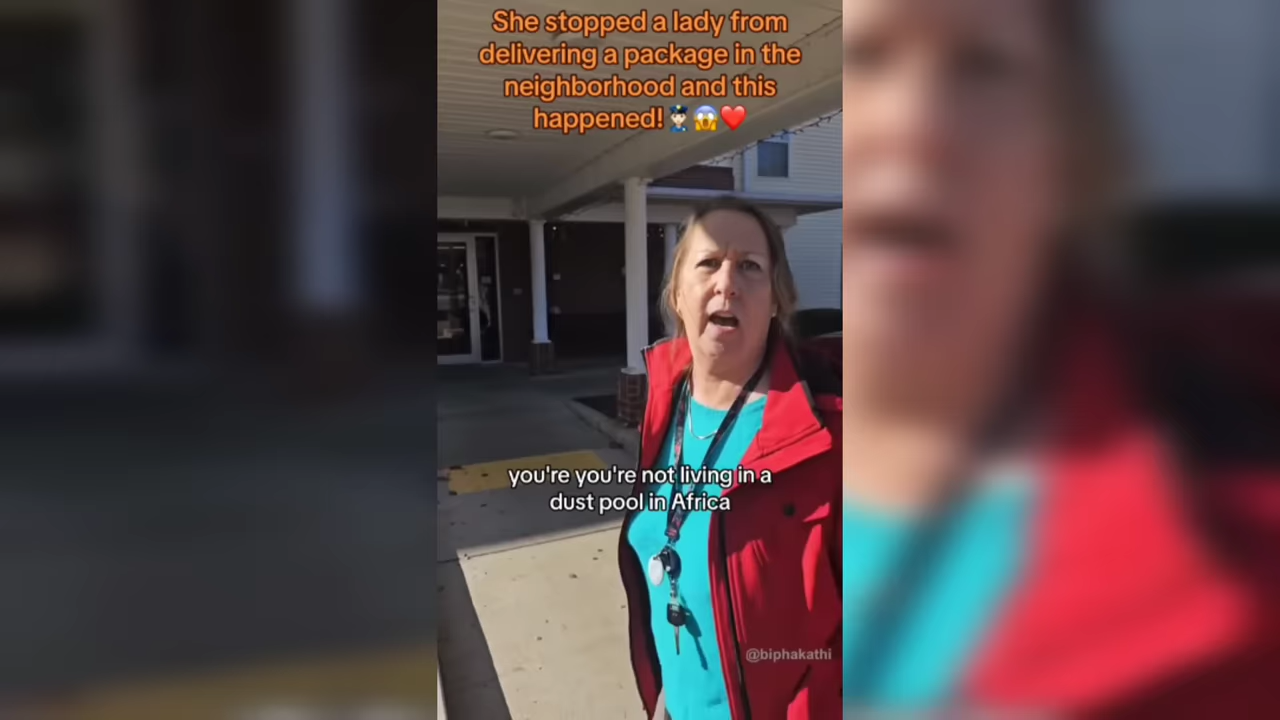 She stopped a lady from
delivering a package in the
neighborhood and this
happened! 👮🏻😱❤️
you're you're not living in a
dust pool in Africa
@biphakathi